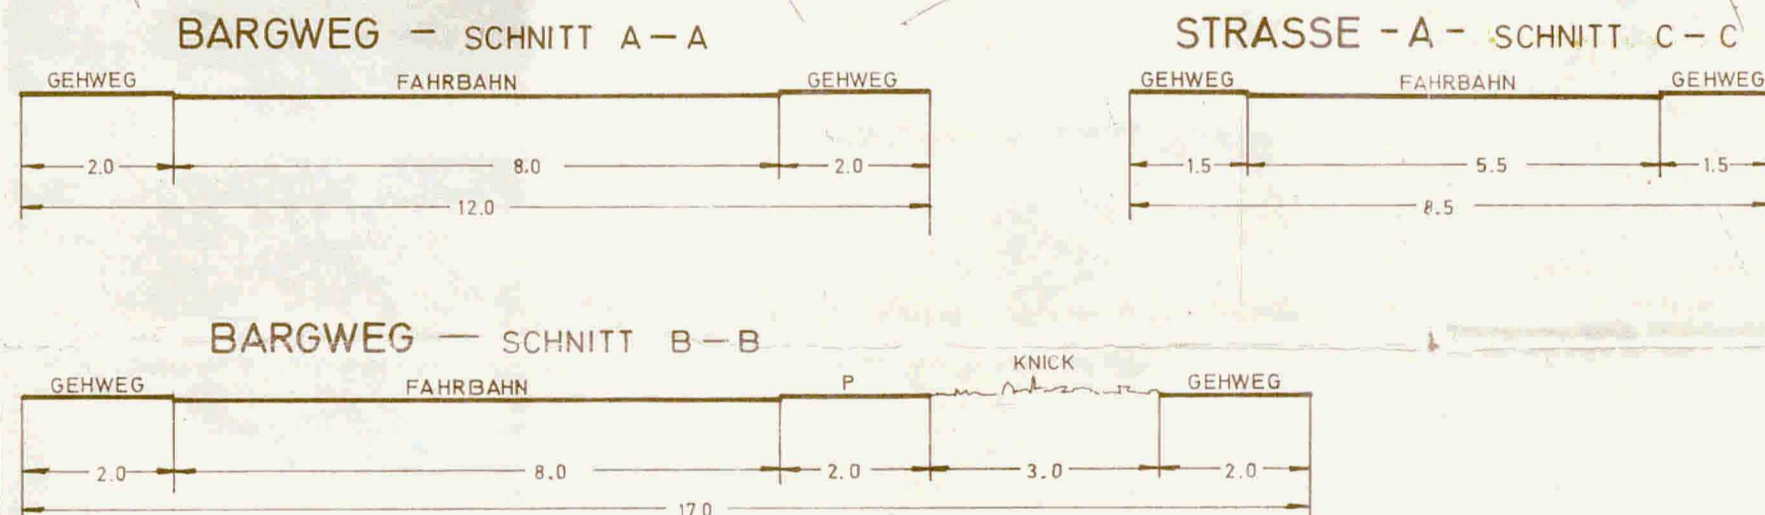 BARGWEG — SCHNITT A — A
GEHWEG FAHRBAHN GEHWEG
2.0 8.0 2.0
12.0
STRASSE - A - SCHNITT C - C
GEHWEG FAHRBAHN GEHWEG
1.5 5.5 1.5
8.5
BARGWEG — SCHNITT B — B
GEHWEG FAHRBAHN P KNICK GEHWEG
2.0 8.0 2.0 3.0 2.0
17.0